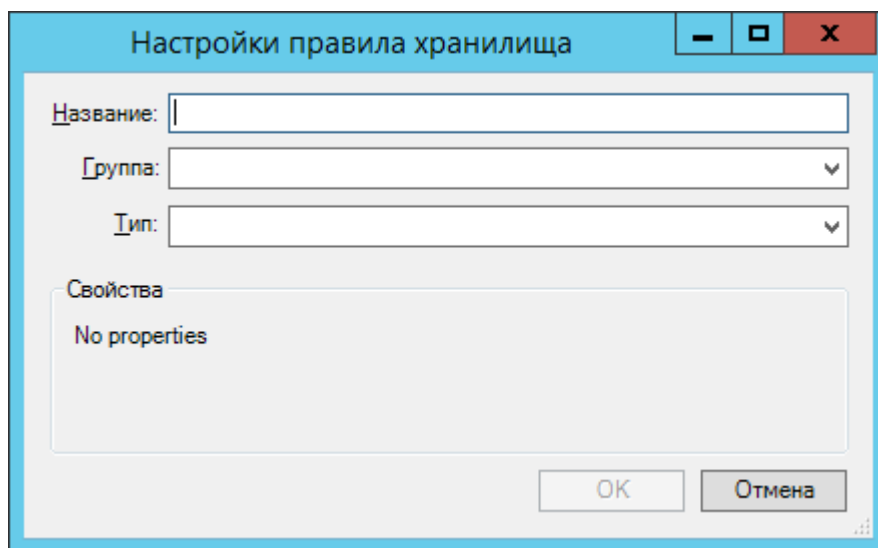 Настройки правила хранилища
Название:
Группа:
Тип:
Свойства
No properties
OK
Отмена